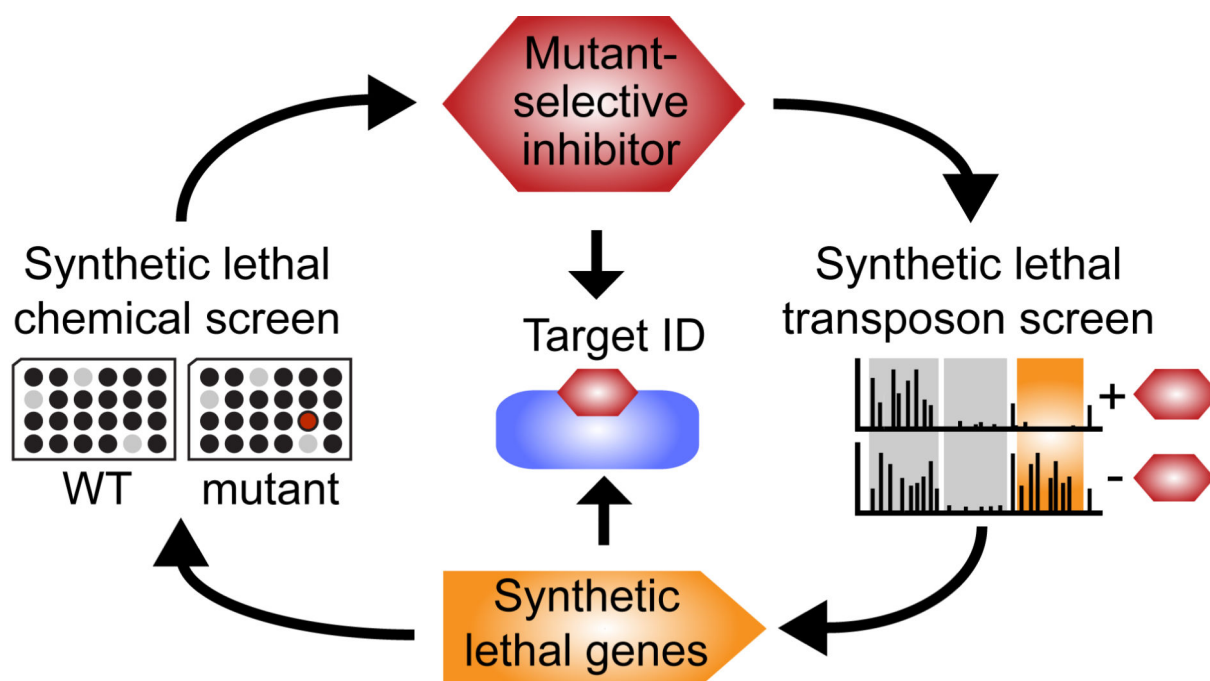 Mutant-
selective
inhibitor
Synthetic lethal
chemical screen
WT
mutant
Target ID
Synthetic lethal
transposon screen
+
-
Synthetic
lethal genes